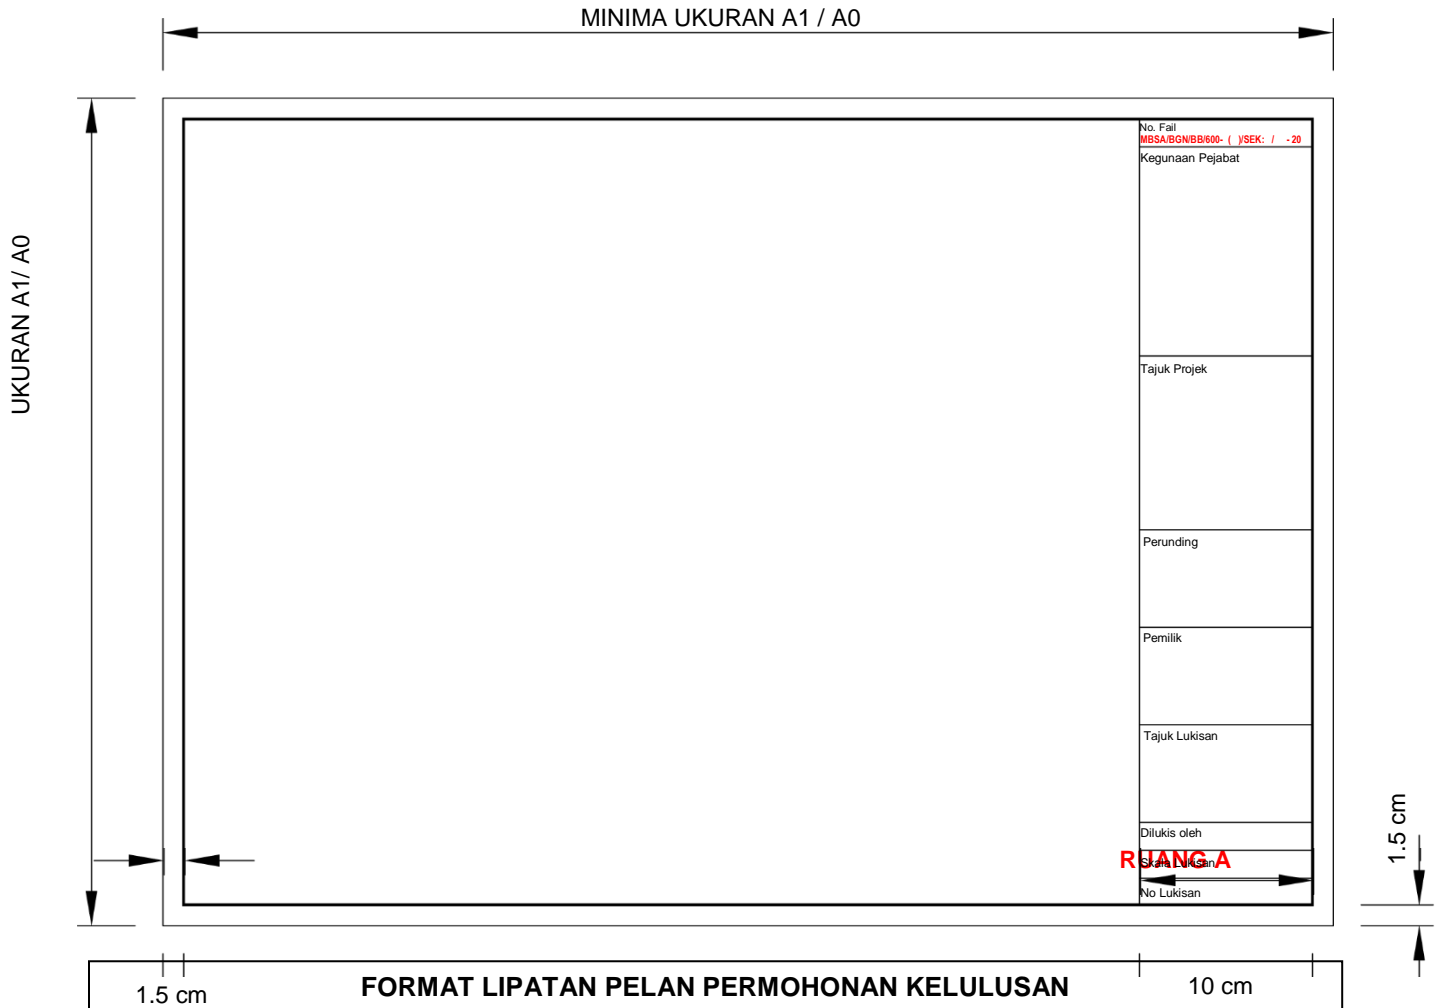 MINIMA UKURAN A1 / A0
UKURAN A1/ A0
No. Fail
MBSA/BGN/BB/600- ( )/SEK: / - 20
Kegunaan Pejabat
Tajuk Projek
Perunding
Pemilik
Tajuk Lukisan
Dilukis oleh
RUANG A
Skala Lukisan
No Lukisan
1.5 cm
1.5 cm
FORMAT LIPATAN PELAN PERMOHONAN KELULUSAN
10 cm